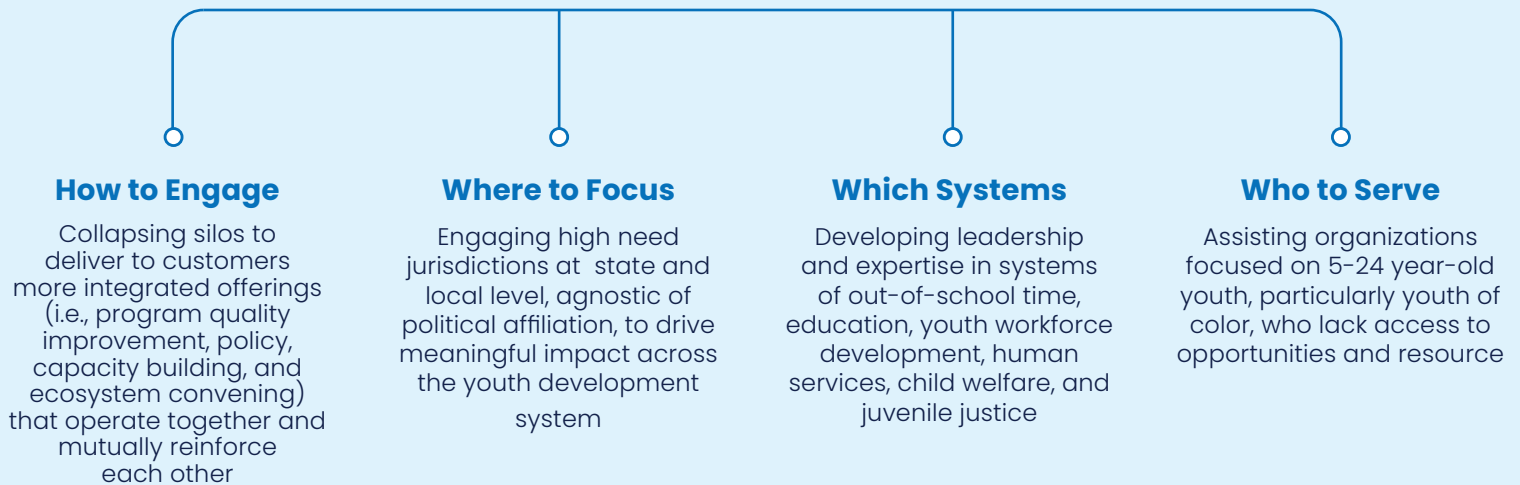 How to Engage
Collapsing silos to
deliver to customers
more integrated offerings
(i.e., program quality
improvement, policy,
capacity building, and
ecosystem convening)
that operate together and
mutually reinforce
each other
Where to Focus
Engaging high need
jurisdictions at  state and
local level, agnostic of
political affiliation, to drive
meaningful impact across
the youth development
system
Which Systems
Developing leadership
and expertise in systems
of out-of-school time,
education, youth workforce
development, human
services, child welfare, and
juvenile justice
Who to Serve
Assisting organizations
focused on 5-24 year-old
youth, particularly youth of
color, who lack access to
opportunities and resource